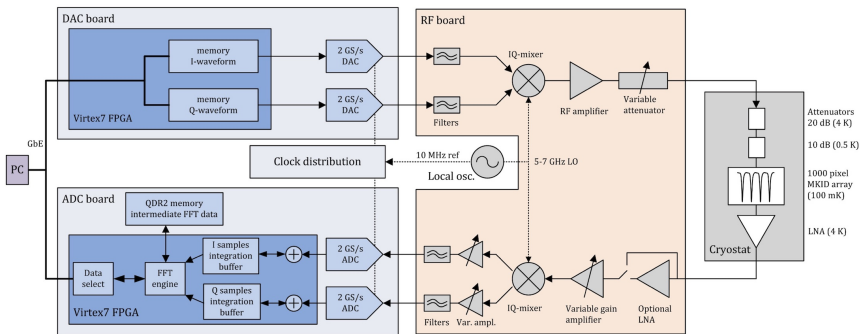 DAC board
memory
I-waveform
2 GS/s
DAC
memory
Q-waveform
2 GS/s
DAC
Virtex7 FPGA
GbE
PC
RF board
Filters
IQ-mixer
RF amplifier
Variable
attenuator
Clock distribution
10 MHz ref
Local osc.
5-7 GHz LO
Attenuators
20 dB (4 K)
10 dB (0.5 K)
1000 pixel
MKID array
(100 mK)
LNA (4 K)
Cryostat
ADC board
QDR2 memory
intermediate FFT data
I samples
integration
buffer
2 GS/s
ADC
Data
select
FFT
engine
Q samples
integration
buffer
2 GS/s
ADC
Virtex7 FPGA
Filters
Var. ampl.
IQ-mixer
Variable gain
amplifier
Optional
LNA